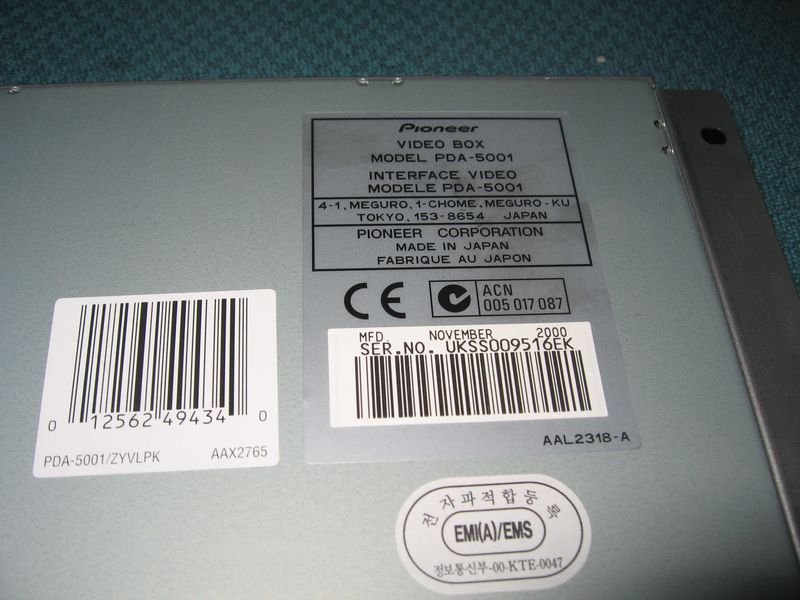 Pioneer
VIDEO BOX
MODEL PDA-5001
INTERFACE VIDEO
MODELE PDA-5001
4-1, MEGURO, 1-CHOME, MEGURO-KU
TOKYO, 153-8654 JAPAN
PIONEER CORPORATION
MADE IN JAPAN
FABRIQUE AU JAPON
CE
ACN
005 017 087
MFD. NOVEMBER 2000
SER.NO. UKSS009516EK
AAL2318-A
0 12562 49434 0
PDA-5001/ZYVLPK AAX2765
전자파적합등록
EMI(A)/EMS
정보통신부-00-KTE-0047